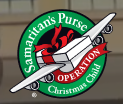 Samaritan's Purse
OPERATION
Christmas Child
®